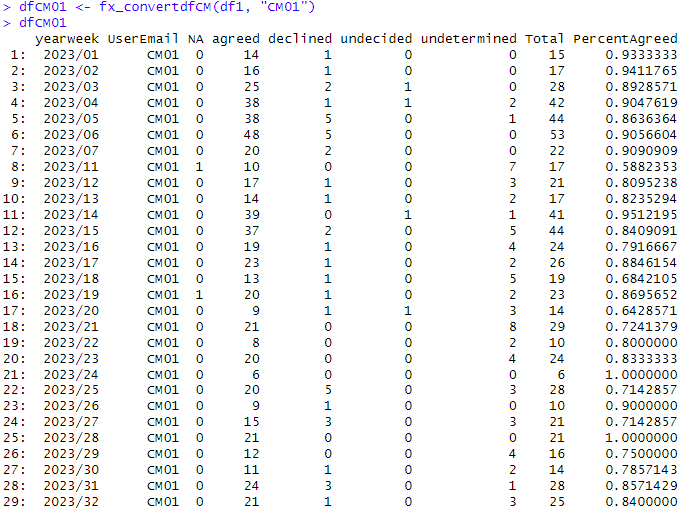 > dfCM01 <- fx_convertdfCM(df1, "CM01")
> dfCM01
yearweek UserEmail NA agreed declined undecided undetermined Total PercentAgreed
1: 2023/01 CM01 0 14 1 0 0 15 0.9333333
2: 2023/02 CM01 0 16 1 0 0 17 0.9411765
3: 2023/03 CM01 0 25 2 1 0 28 0.8928571
4: 2023/04 CM01 0 38 1 1 2 42 0.9047619
5: 2023/05 CM01 0 38 5 0 1 44 0.8636364
6: 2023/06 CM01 0 48 5 0 0 53 0.9056604
7: 2023/07 CM01 0 20 2 0 0 22 0.9090909
8: 2023/11 CM01 1 10 0 0 7 17 0.5882353
9: 2023/12 CM01 0 17 1 0 3 21 0.8095238
10: 2023/13 CM01 0 14 1 0 2 17 0.8235294
11: 2023/14 CM01 0 39 0 1 1 41 0.9512195
12: 2023/15 CM01 0 37 2 0 5 44 0.8409091
13: 2023/16 CM01 0 19 1 0 4 24 0.7916667
14: 2023/17 CM01 0 23 1 0 2 26 0.8846154
15: 2023/18 CM01 0 13 1 0 5 19 0.6842105
16: 2023/19 CM01 1 20 1 0 2 23 0.8695652
17: 2023/20 CM01 0 9 1 1 3 14 0.6428571
18: 2023/21 CM01 0 21 0 0 8 29 0.7241379
19: 2023/22 CM01 0 8 0 0 2 10 0.8000000
20: 2023/23 CM01 0 20 0 0 4 24 0.8333333
21: 2023/24 CM01 0 6 0 0 0 6 1.0000000
22: 2023/25 CM01 0 20 5 0 3 28 0.7142857
23: 2023/26 CM01 0 9 1 0 0 10 0.9000000
24: 2023/27 CM01 0 15 3 0 3 21 0.7142857
25: 2023/28 CM01 0 21 0 0 0 21 1.0000000
26: 2023/29 CM01 0 12 0 0 4 16 0.7500000
27: 2023/30 CM01 0 11 1 0 2 14 0.7857143
28: 2023/31 CM01 0 24 3 0 1 28 0.8571429
29: 2023/32 CM01 0 21 1 0 3 25 0.8400000